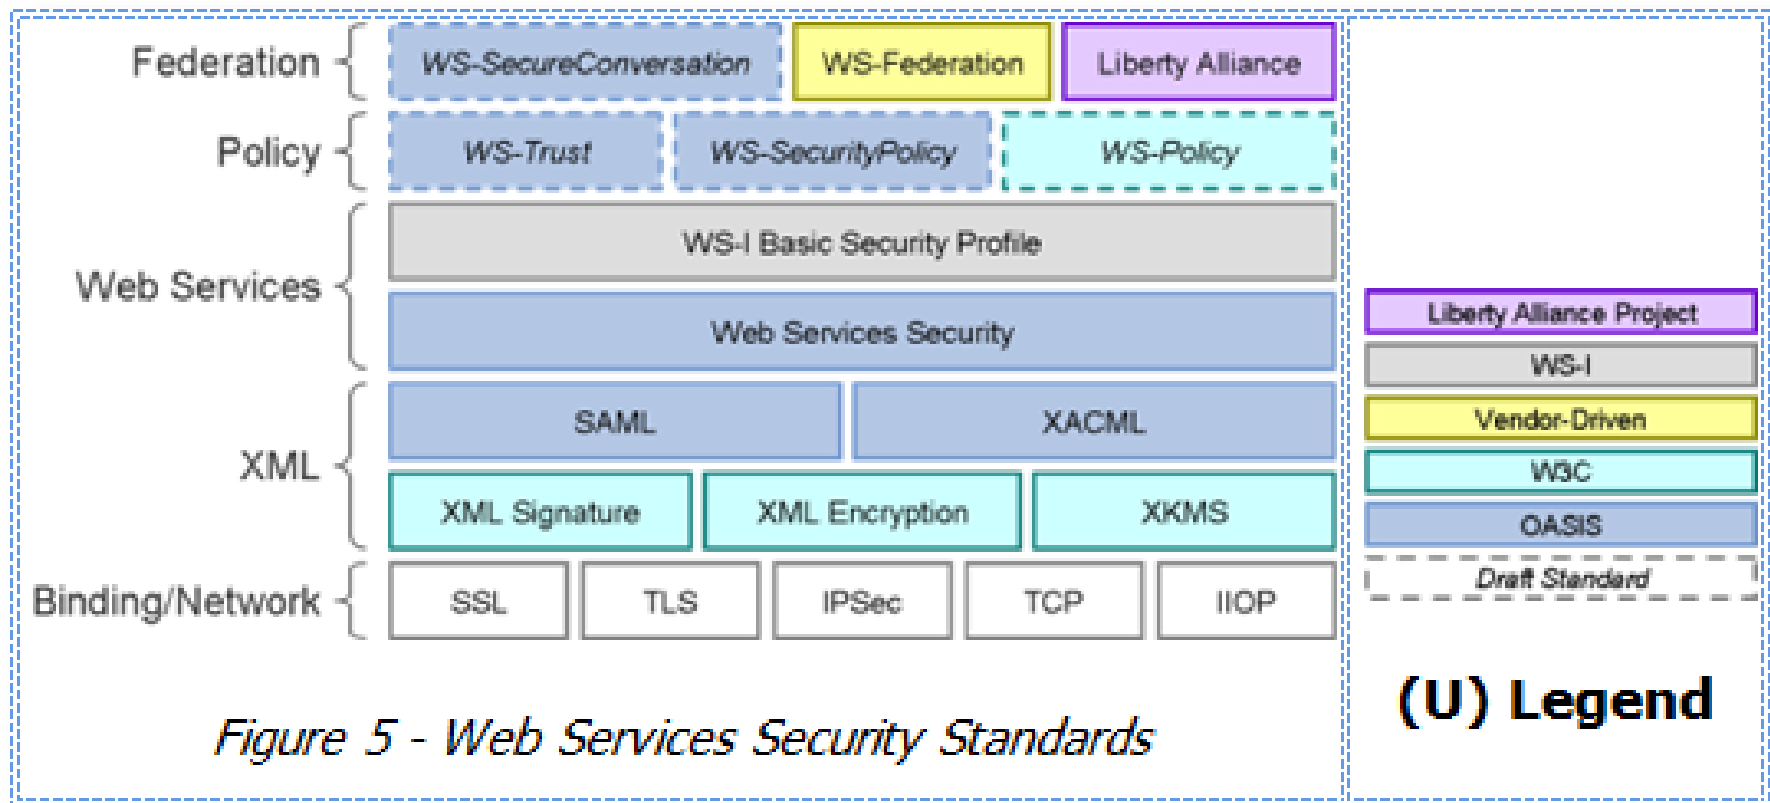 Federation
WS-SecureConversation
WS-Federation
Liberty Alliance
Policy
WS-Trust
WS-SecurityPolicy
WS-Policy
Web Services
WS-I Basic Security Profile
Web Services Security
XML
SAML
XACML
XML Signature
XML Encryption
XKMS
Binding/Network
SSL
TLS
IPSec
TCP
IIOP
Figure 5 - Web Services Security Standards
Liberty Alliance Project
WS-I
Vendor-Driven
W3C
OASIS
Draft Standard
(U) Legend